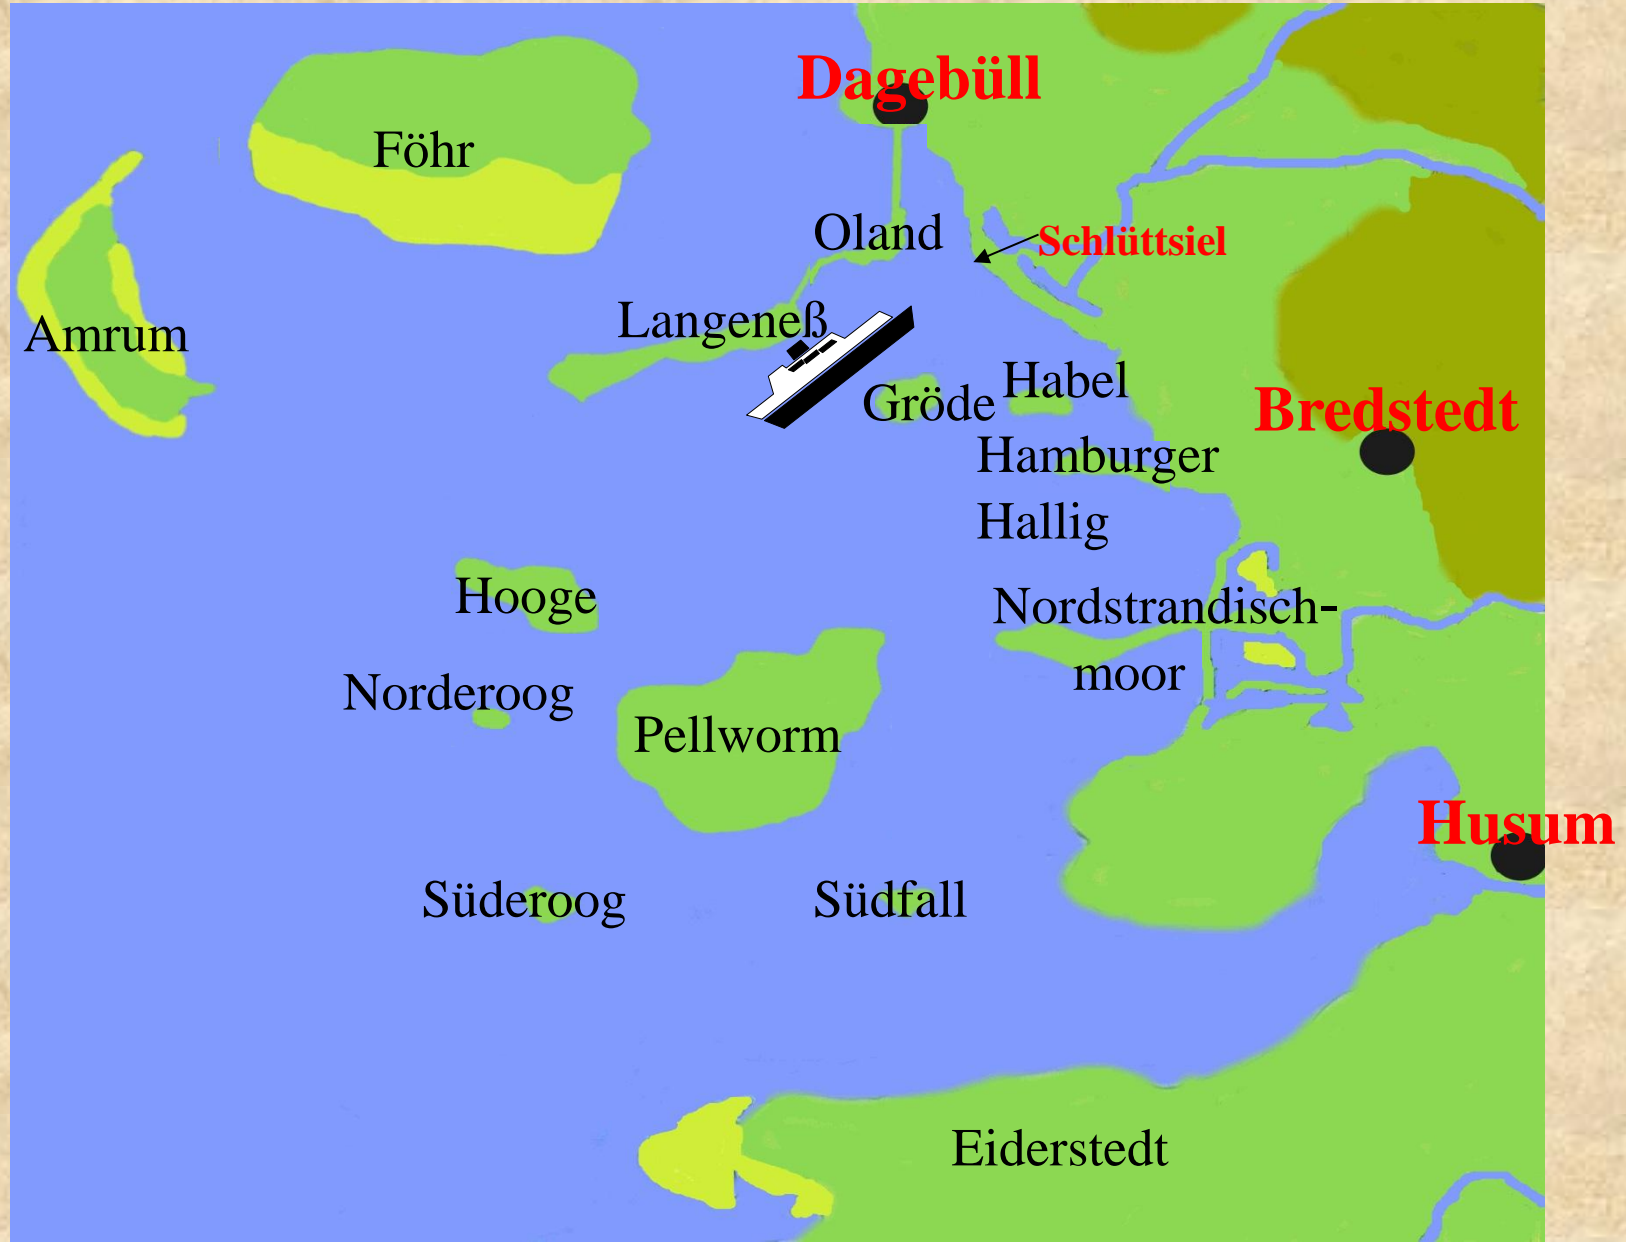 Dagebüll
Föhr
Oland
Schlüttsiel
Langeneß
Amrum
Habel
Gröde
Bredstedt
Hamburger
Hallig
Hooge
Nordstrandisch-
moor
Norderoog
Pellworm
Husum
Süderoog
Südfall
Eiderstedt